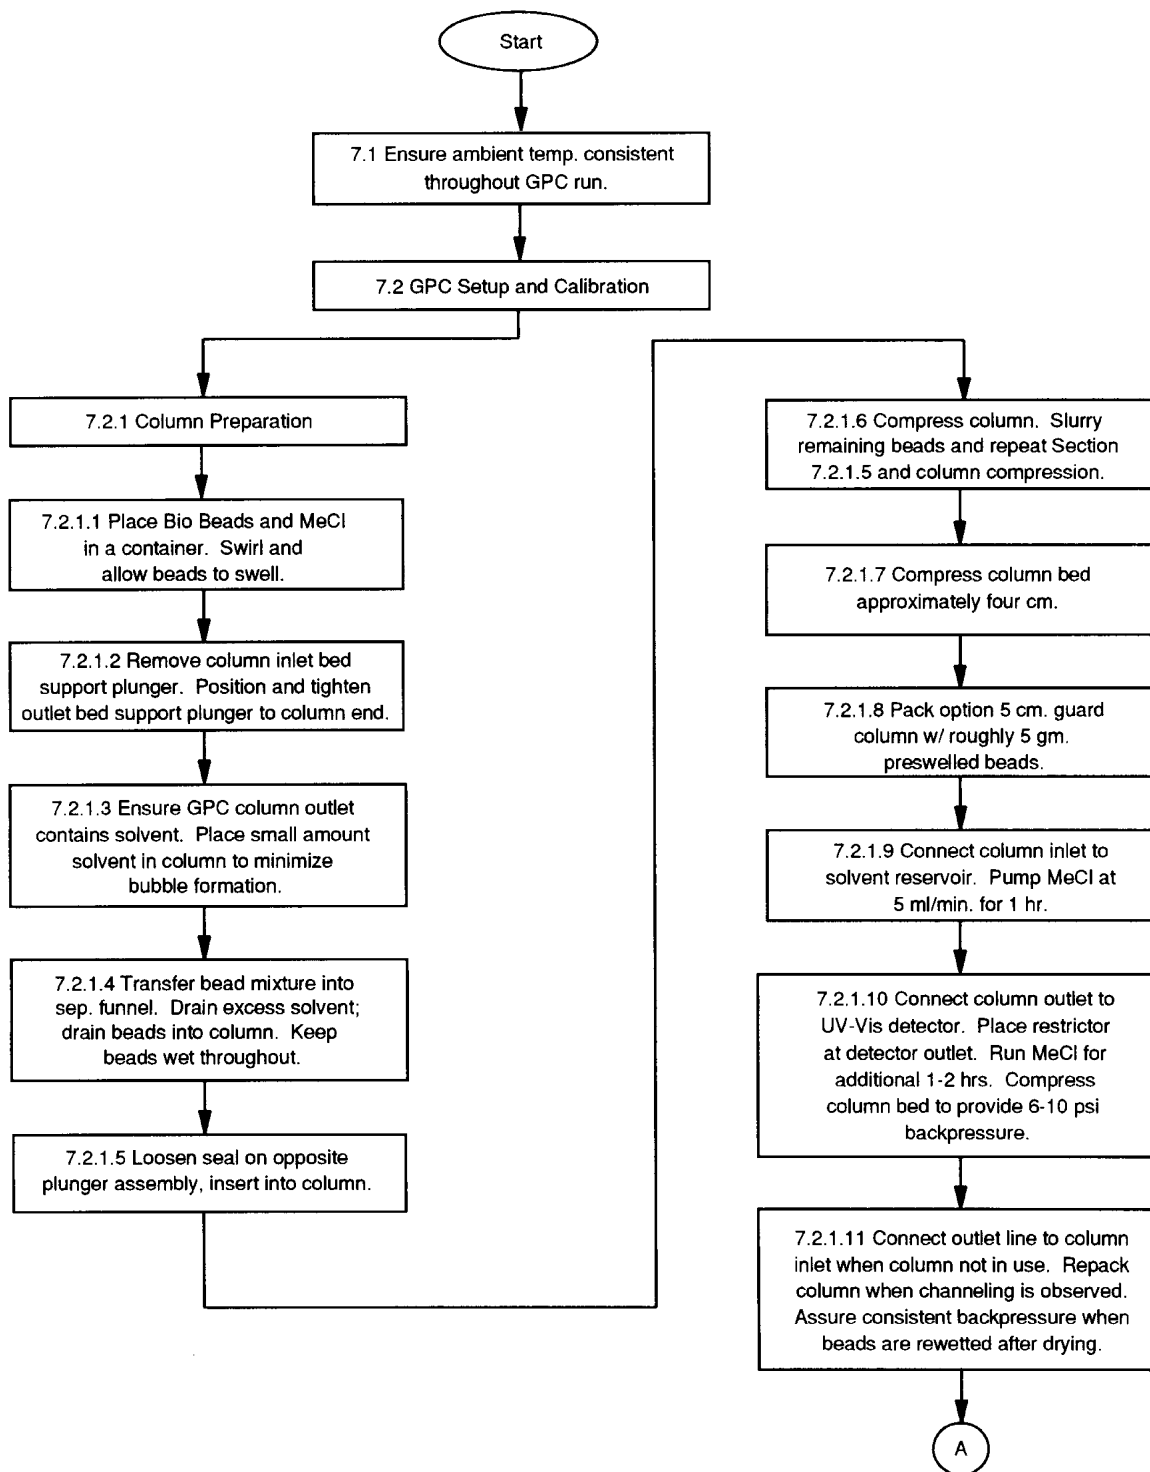 Start
7.1 Ensure ambient temp. consistent
throughout GPC run.
7.2 GPC Setup and Calibration
7.2.1 Column Preparation
7.2.1.1 Place Bio Beads and MeCl
in a container. Swirl and
allow beads to swell.
7.2.1.2 Remove column inlet bed
support plunger. Position and tighten
outlet bed support plunger to column end.
7.2.1.3 Ensure GPC column outlet
contains solvent. Place small amount
solvent in column to minimize
bubble formation.
7.2.1.4 Transfer bead mixture into
sep. funnel. Drain excess solvent;
drain beads into column. Keep
beads wet throughout.
7.2.1.5 Loosen seal on opposite
plunger assembly, insert into column.
7.2.1.6 Compress column. Slurry
remaining beads and repeat Section
7.2.1.5 and column compression.
7.2.1.7 Compress column bed
approximately four cm.
7.2.1.8 Pack option 5 cm. guard
column w/ roughly 5 gm.
preswelled beads.
7.2.1.9 Connect column inlet to
solvent reservoir. Pump MeCl at
5 ml/min. for 1 hr.
7.2.1.10 Connect column outlet to
UV-Vis detector. Place restrictor
at detector outlet. Run MeCl for
additional 1-2 hrs. Compress
column bed to provide 6-10 psi
backpressure.
7.2.1.11 Connect outlet line to column
inlet when column not in use. Repack
column when channeling is observed.
Assure consistent backpressure when
beads are rewetted after drying.
A